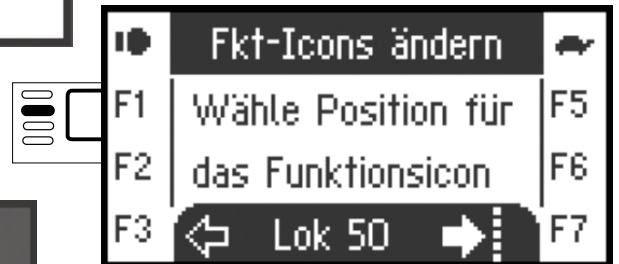 Fkt-Icons ändern
F1 Wähle Position für F5
F2 das Funktionsicon F6
F3 Lok 50 F7